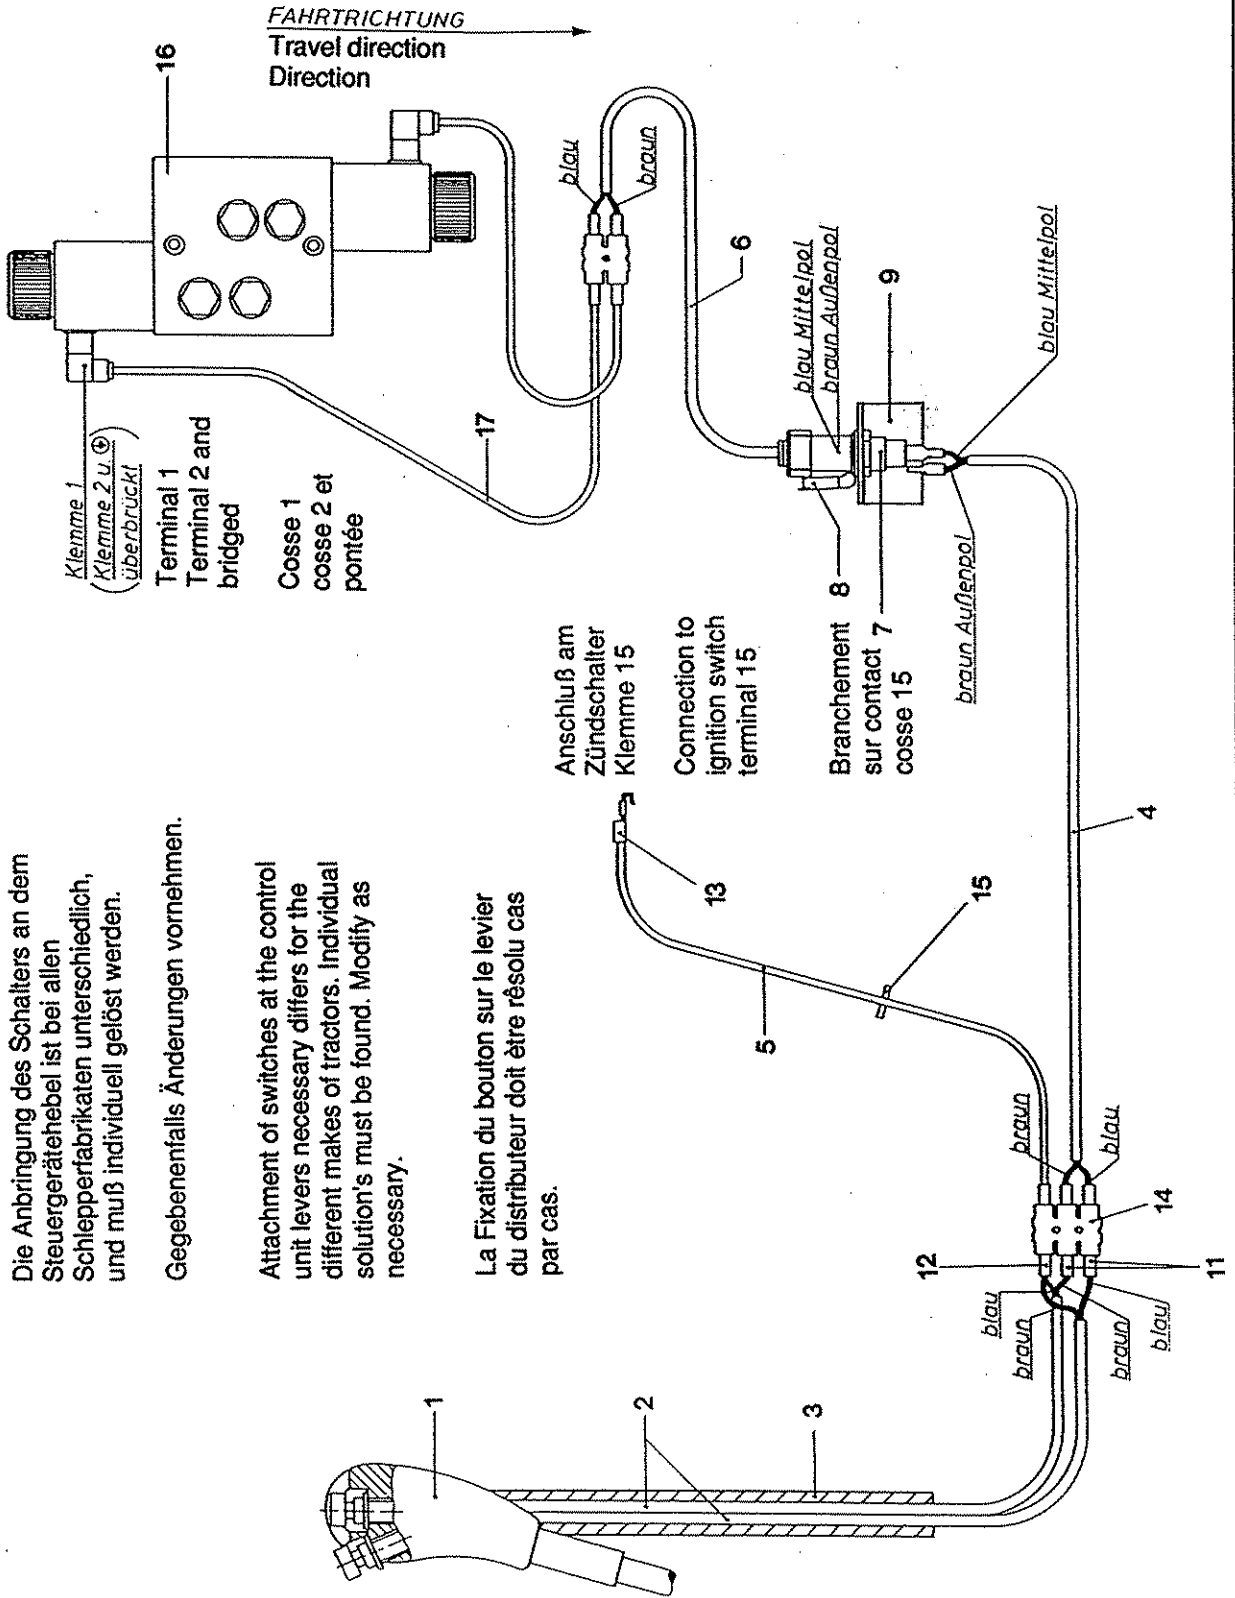 FAHRTRICHTUNG
Travel direction
Direction
16
Klemme 1
(Klemme 2 u. ⏚
überbrückt)
Terminal 1
Terminal 2 and
bridged
Cosse 1
cosse 2 et
pontée
17
blau
braun
6
blau Mittelpol
braun Außenpol
9
blau Mittelpol
8
7
braun Außenpol
Anschluß am
Zündschalter
Klemme 15
Connection to
ignition switch
terminal 15
Branchement
sur contact
cosse 15
Die Anbringung des Schalters an dem
Steuergerätehebel ist bei allen
Schlepperfabrikaten unterschiedlich,
und muß individuell gelöst werden.
Gegebenenfalls Änderungen vornehmen.
Attachment of switches at the control
unit levers necessary differs for the
different makes of tractors. Individual
solution's must be found. Modify as
necessary.
La Fixation du bouton sur le levier
du distributeur doit être rêsolu cas
par cas.
13
15
5
4
braun
blau
14
12
11
blau
braun
braun
blau
1
2
3